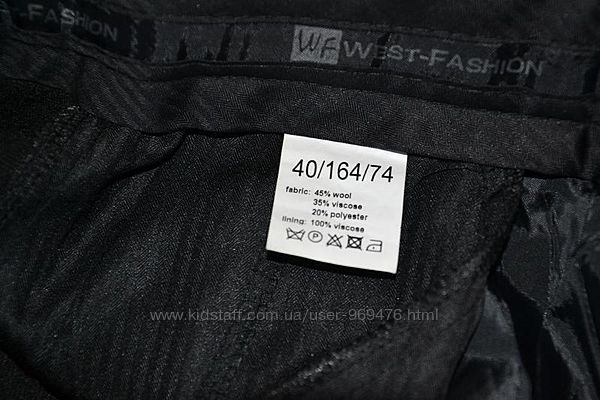 FASHION
WF WEST-FASHION
40/164/74
fabric: 45% wool
35% viscose
20% polyester
lining: 100% viscose
P
www.kidstaff.com.ua/user-969476.html